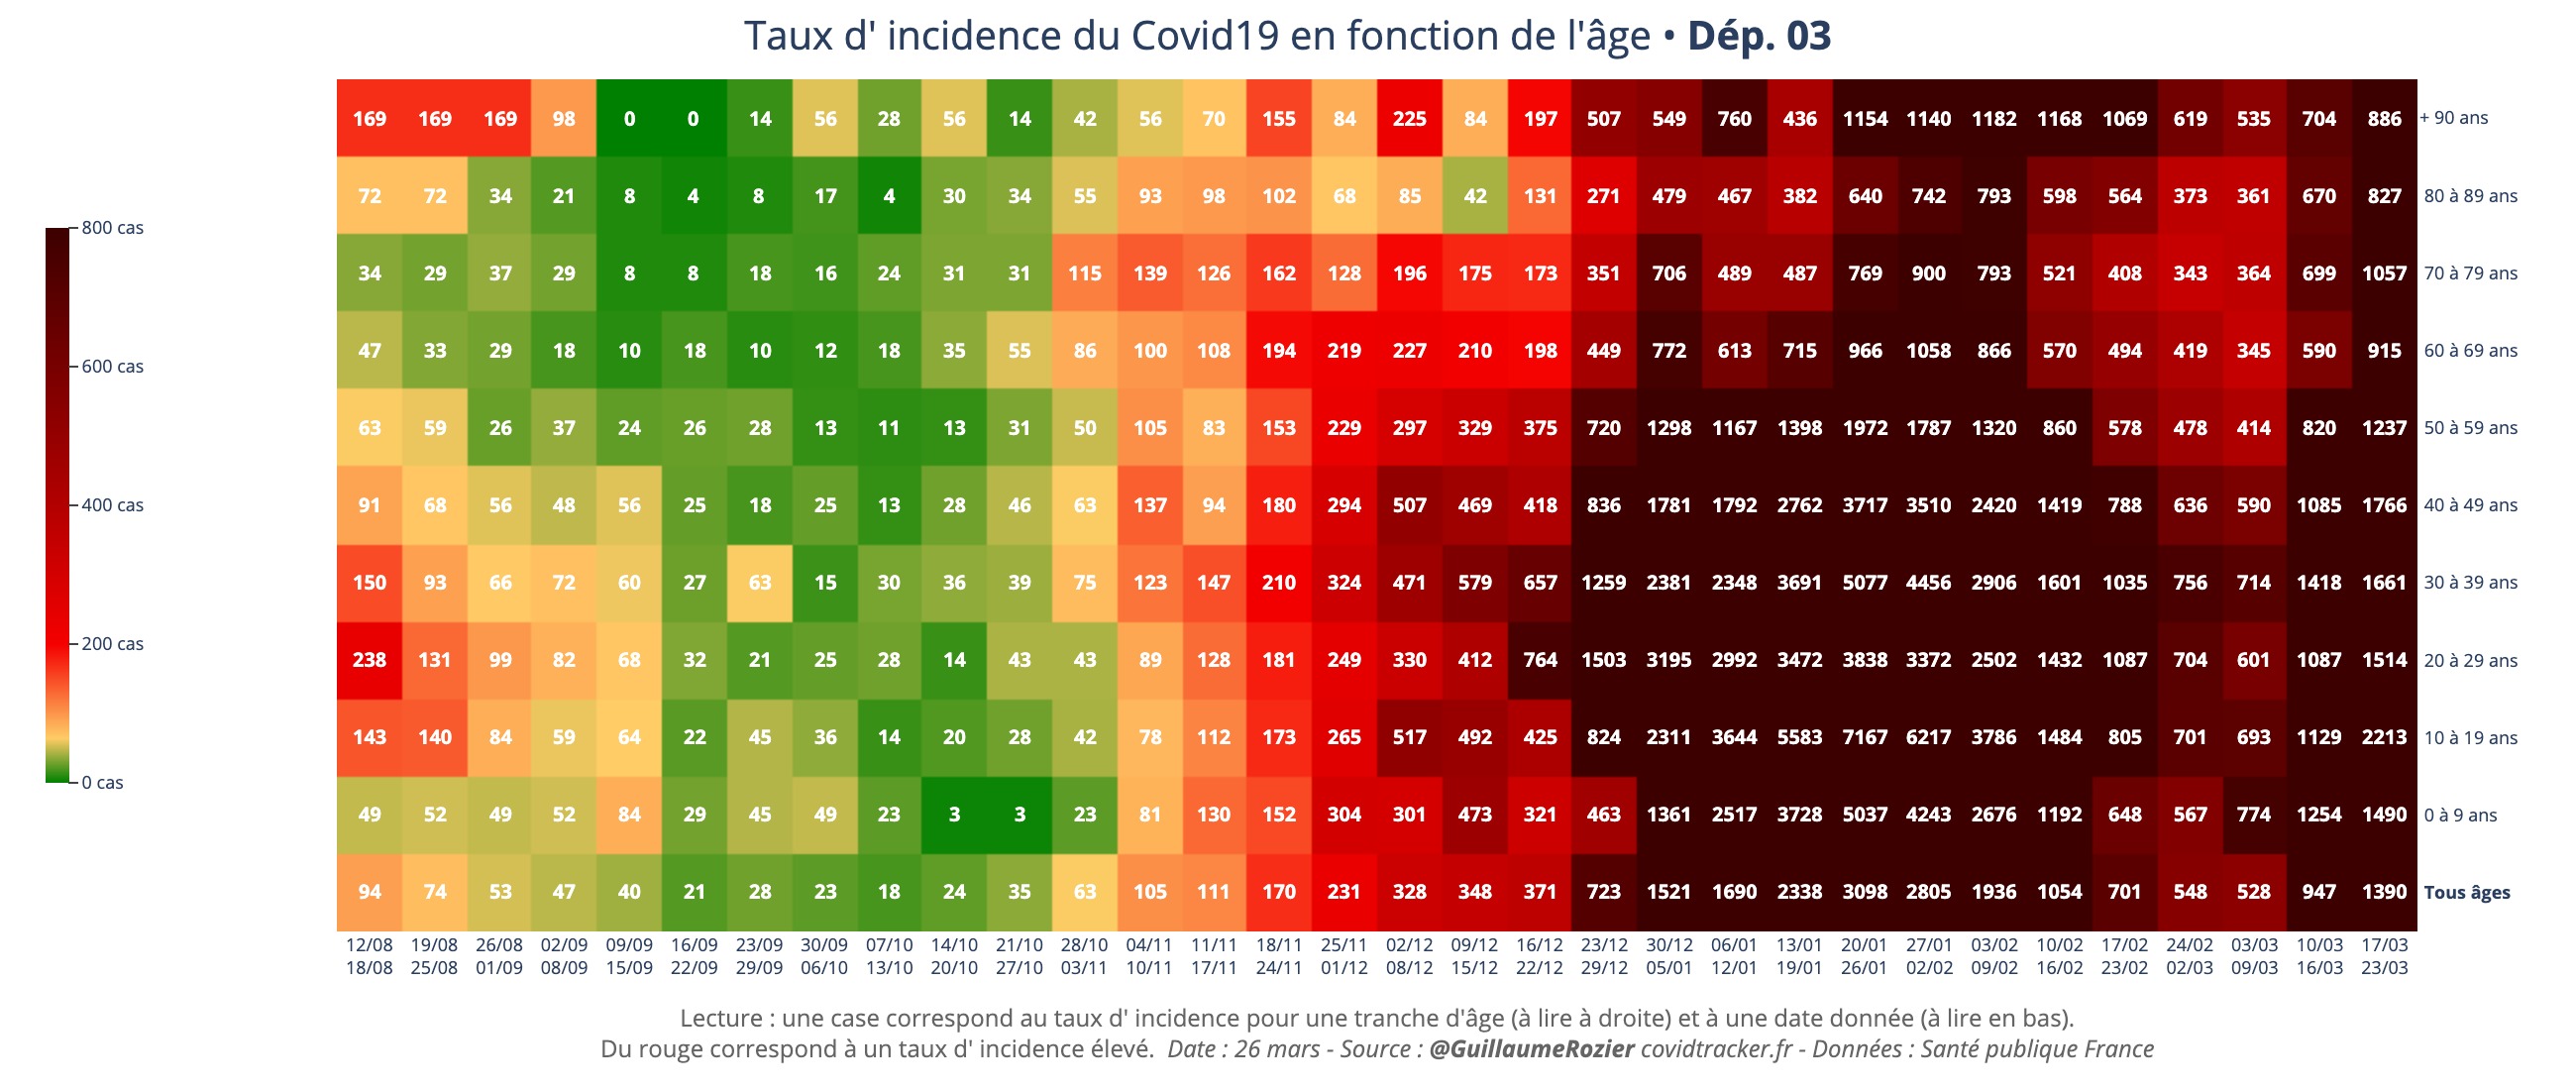 Taux d' incidence du Covid19 en fonction de l'âge • Dép. 03
169 169 169 98 0 0 14 56 28 56 14 42 56 70 155 84 225 84 197 507 549 760 436 1154 1140 1182 1168 1069 619 535 704 886 + 90 ans
72 72 34 21 8 4 8 17 4 30 34 55 93 98 102 68 85 42 131 271 479 467 382 640 742 793 598 564 373 361 670 827 80 à 89 ans
800 cas
34 29 37 29 8 8 18 16 24 31 31 115 139 126 162 128 196 175 173 351 706 489 487 769 900 793 521 408 343 364 699 1057 70 à 79 ans
47 33 29 18 10 18 10 12 18 35 55 86 100 108 194 219 227 210 198 449 772 613 715 966 1058 866 570 494 419 345 590 915 60 à 69 ans
600 cas
63 59 26 37 24 26 28 13 11 13 31 50 105 83 153 229 297 329 375 720 1298 1167 1398 1972 1787 1320 860 578 478 414 820 1237 50 à 59 ans
400 cas
91 68 56 48 56 25 18 25 13 28 46 63 137 94 180 294 507 469 418 836 1781 1792 2762 3717 3510 2420 1419 788 636 590 1085 1766 40 à 49 ans
150 93 66 72 60 27 63 15 30 36 39 75 123 147 210 324 471 579 657 1259 2381 2348 3691 5077 4456 2906 1601 1035 756 714 1418 1661 30 à 39 ans
200 cas
238 131 99 82 68 32 21 25 28 14 43 43 89 128 181 249 330 412 764 1503 3195 2992 3472 3838 3372 2502 1432 1087 704 601 1087 1514 20 à 29 ans
143 140 84 59 64 22 45 36 14 20 28 42 78 112 173 265 517 492 425 824 2311 3644 5583 7167 6217 3786 1484 805 701 693 1129 2213 10 à 19 ans
0 cas
49 52 49 52 84 29 45 49 23 3 3 23 81 130 152 304 301 473 321 463 1361 2517 3728 5037 4243 2676 1192 648 567 774 1254 1490 0 à 9 ans
94 74 53 47 40 21 28 23 18 24 35 63 105 111 170 231 328 348 371 723 1521 1690 2338 3098 2805 1936 1054 701 548 528 947 1390 Tous âges
12/08 19/08 26/08 02/09 09/09 16/09 23/09 30/09 07/10 14/10 21/10 28/10 04/11 11/11 18/11 25/11 02/12 09/12 16/12 23/12 30/12 06/01 13/01 20/01 27/01 03/02 10/02 17/02 24/02 03/03 10/03 17/03
18/08 25/08 01/09 08/09 15/09 22/09 29/09 06/10 13/10 20/10 27/10 03/11 10/11 17/11 24/11 01/12 08/12 15/12 22/12 29/12 05/01 12/01 19/01 26/01 02/02 09/02 16/02 23/02 02/03 09/03 16/03 23/03
Lecture : une case correspond au taux d' incidence pour une tranche d'âge (à lire à droite) et à une date donnée (à lire en bas).
Du rouge correspond à un taux d' incidence élevé. Date : 26 mars - Source : @GuillaumeRozier covidtracker.fr - Données : Santé publique France